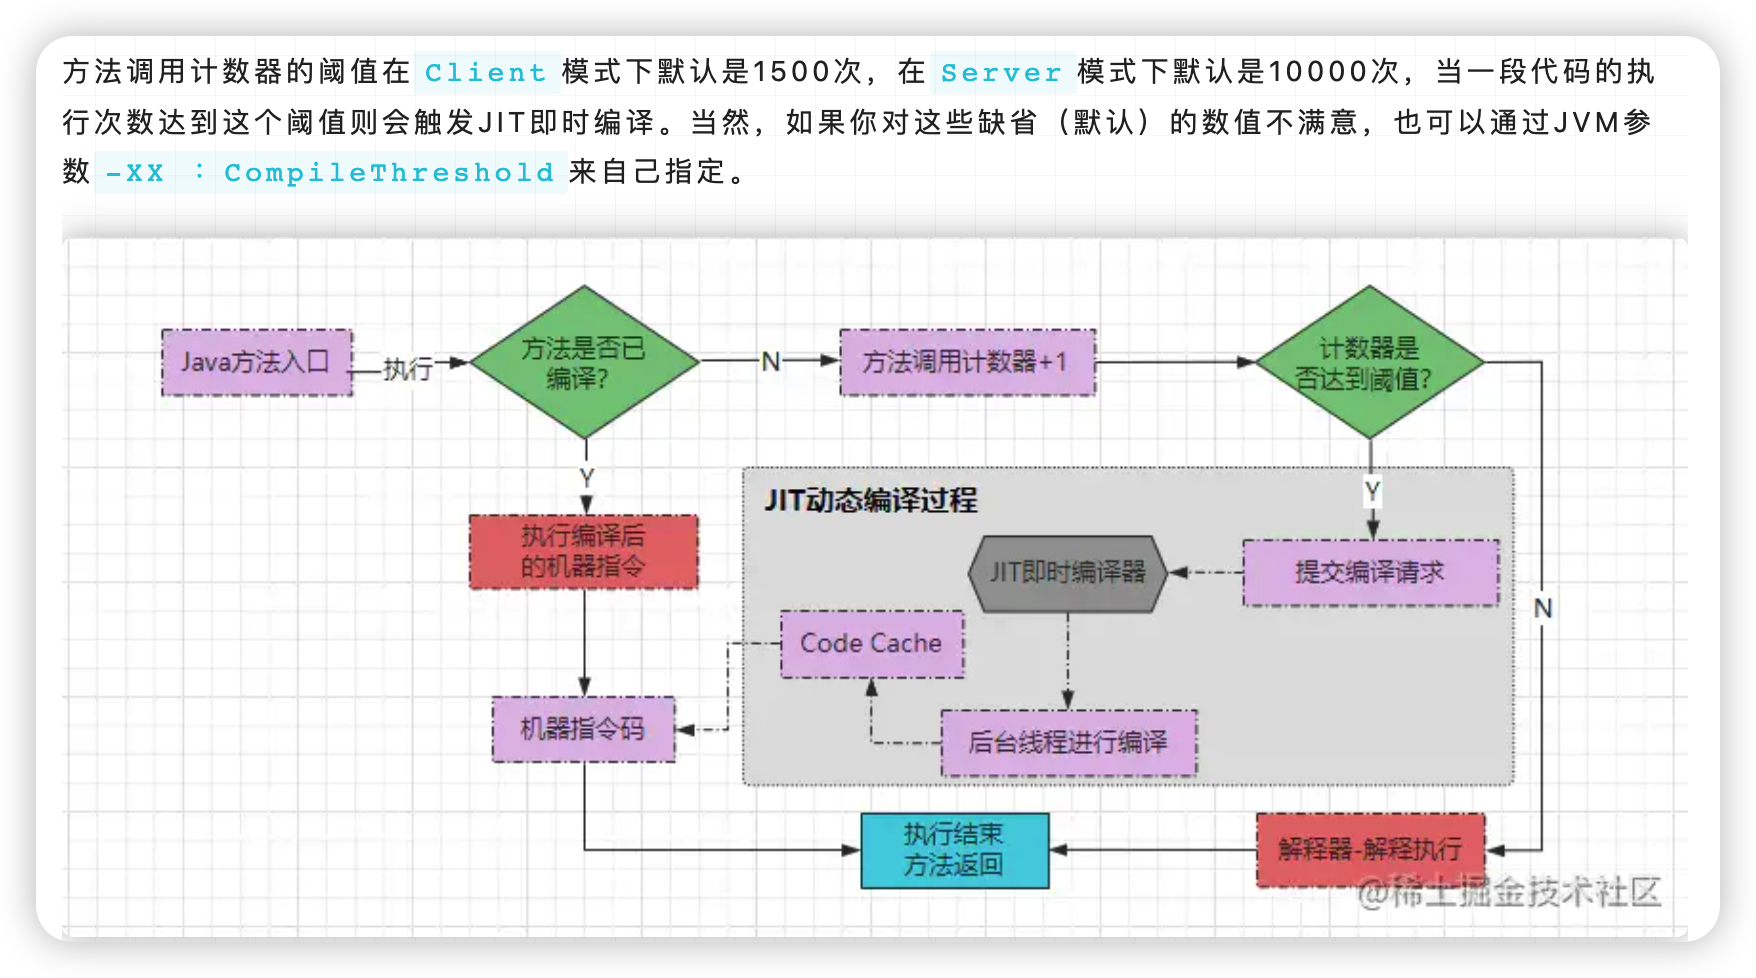 方法调用计数器的阈值在 Client 模式下默认是1500次，在 Server 模式下默认是10000次，当一段代码的执
行次数达到这个阈值则会触发JIT即时编译。当然，如果你对这些缺省（默认）的数值不满意，也可以通过JVM参
数 -XX ：CompileThreshold 来自己指定。
Java方法入口
执行
方法是否已
编译?
N
方法调用计数器+1
计数器是
否达到阈值?
Y
Y
执行编译后
的机器指令
JIT动态编译过程
JIT即时编译器
提交编译请求
N
Code Cache
机器指令码
后台线程进行编译
执行结束
方法返回
解释器-解释执行
@稀土掘金技术社区